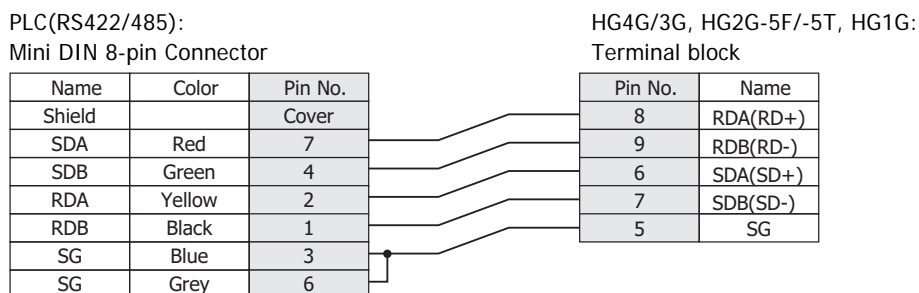 PLC(RS422/485):
Mini DIN 8-pin Connector
HG4G/3G, HG2G-5F/-5T, HG1G:
Terminal block
Name Color Pin No.
Shield Cover
SDA Red 7
SDB Green 4
RDA Yellow 2
RDB Black 1
SG Blue 3
SG Grey 6
Pin No. Name
8 RDA(RD+)
9 RDB(RD-)
6 SDA(SD+)
7 SDB(SD-)
5 SG